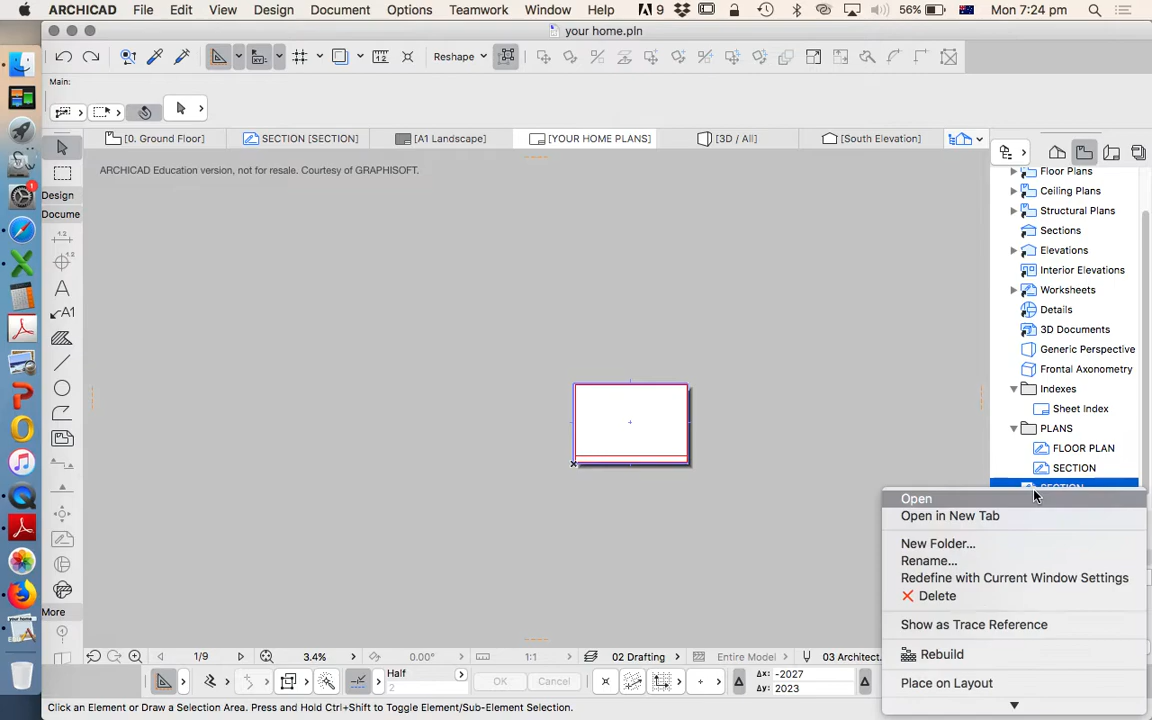 ARCHICAD File Edit View Design Document Options Teamwork Window Help 9 56% Mon 7:24 pm
your home.pln
Reshape
Main:
[0. Ground Floor] SECTION [SECTION] [A1 Landscape] [YOUR HOME PLANS] [3D / All] [South Elevation]
ARCHICAD Education version, not for resale. Courtesy of GRAPHISOFT.
Design
Docume
More
Floor Plans
Ceiling Plans
Structural Plans
Sections
Elevations
Interior Elevations
Worksheets
Details
3D Documents
Generic Perspective
Frontal Axonometry
Indexes
Sheet Index
PLANS
FLOOR PLAN
SECTION
SECTION
Open
Open in New Tab
New Folder...
Rename...
Redefine with Current Window Settings
Delete
Show as Trace Reference
Rebuild
Place on Layout
1/9 3.4% 0.00° 1:1 02 Drafting Entire Model 03 Architect.
Half
2
OK Cancel
Δx: -2027
Δy: 2023
Click an Element or Draw a Selection Area. Press and Hold Ctrl+Shift to Toggle Element/Sub-Element Selection.